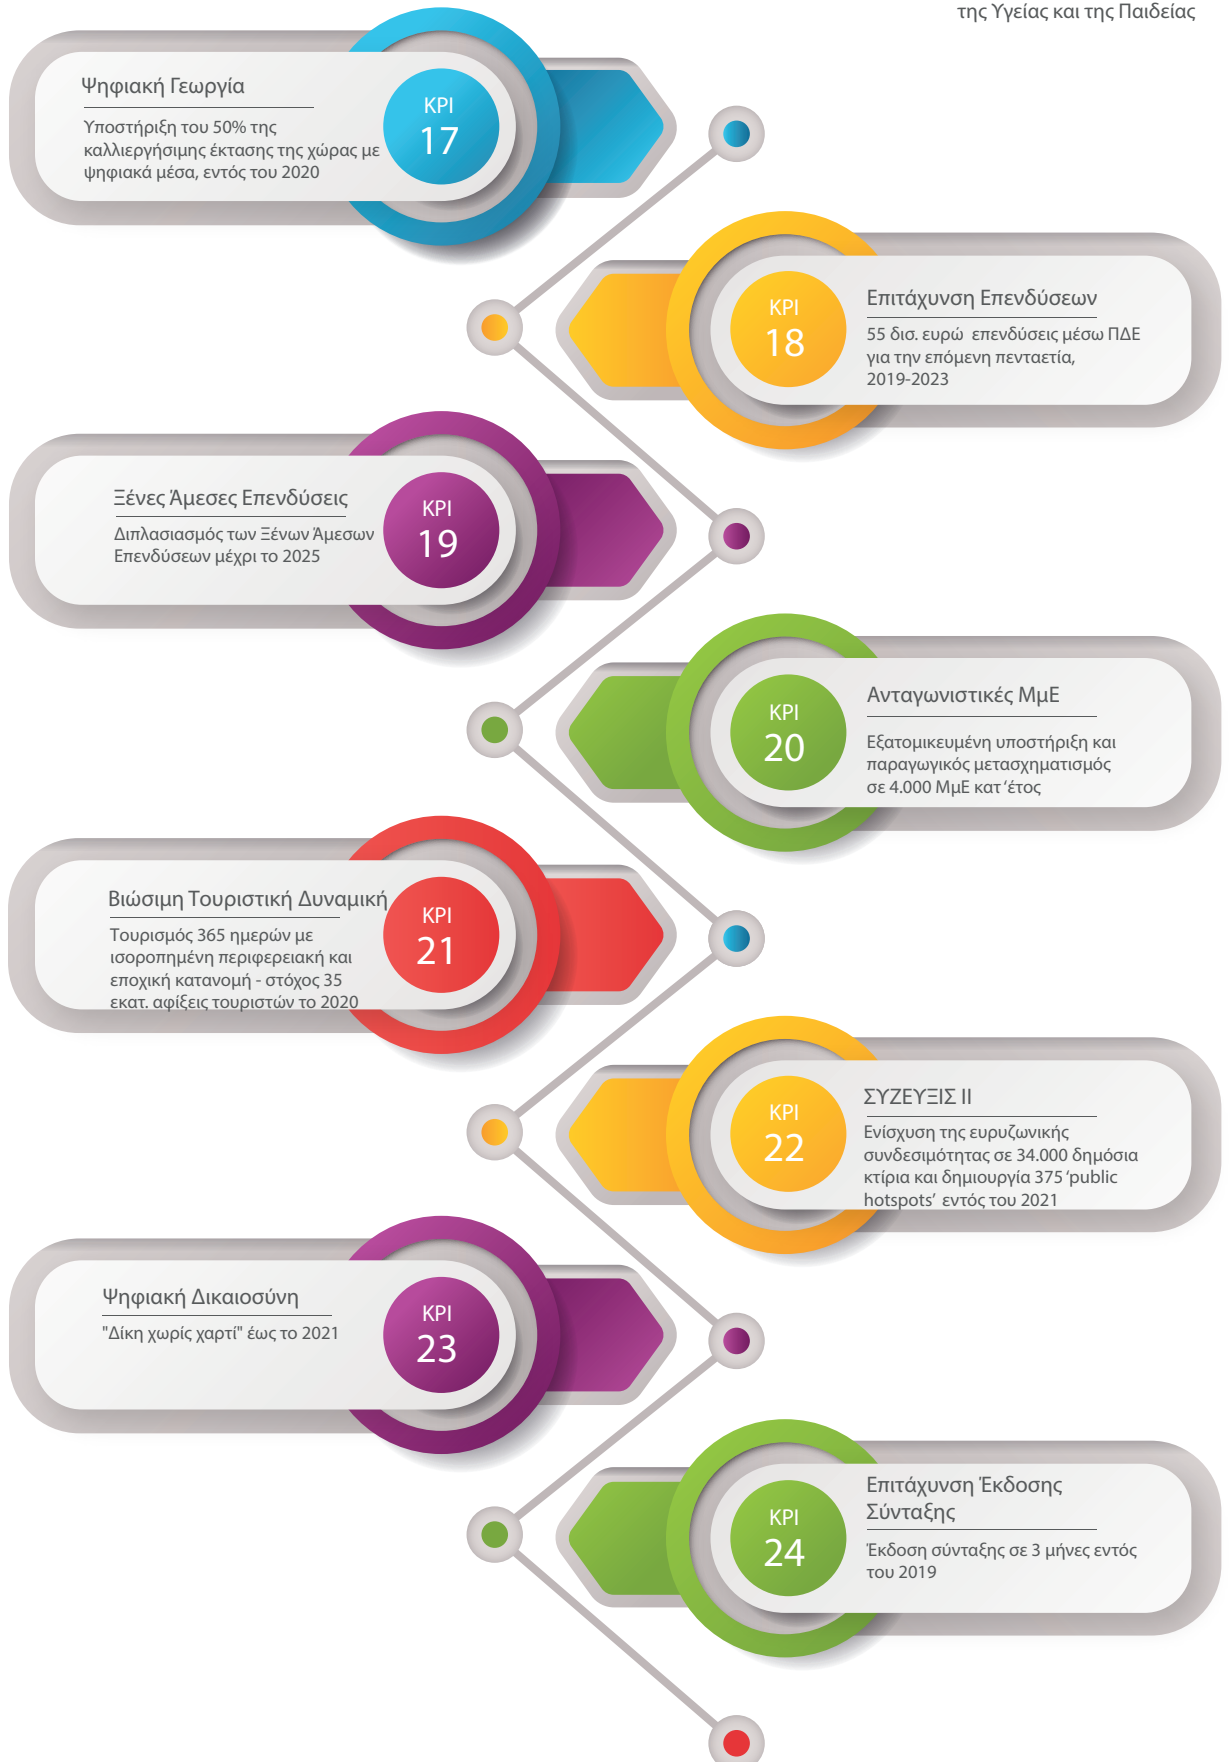 της Υγείας και της Παιδείας
Ψηφιακή Γεωργία
Υποστήριξη του 50% της
καλλιεργήσιμης έκτασης της χώρας με
ψηφιακά μέσα, εντός του 2020
KPI
17
KPI
18
Επιτάχυνση Επενδύσεων
55 δισ. ευρώ επενδύσεις μέσω ΠΔΕ
για την επόμενη πενταετία,
2019-2023
Ξένες Άμεσες Επενδύσεις
Διπλασιασμός των Ξένων Άμεσων
Επενδύσεων μέχρι το 2025
KPI
19
KPI
20
Ανταγωνιστικές ΜμΕ
Εξατομικευμένη υποστήριξη και
παραγωγικός μετασχηματισμός
σε 4.000 ΜμΕ κατ ‘έτος
Βιώσιμη Τουριστική Δυναμική
Τουρισμός 365 ημερών με
ισοροπημένη περιφερειακή και
εποχική κατανομή - στόχος 35
εκατ. αφίξεις τουριστών το 2020
KPI
21
KPI
22
ΣΥΖΕΥΞΙΣ ΙΙ
Ενίσχυση της ευρυζωνικής
συνδεσιμότητας σε 34.000 δημόσια
κτίρια και δημιουργία 375 ‘public
hotspots’ εντός του 2021
Ψηφιακή Δικαιοσύνη
"Δίκη χωρίς χαρτί" έως το 2021
KPI
23
KPI
24
Επιτάχυνση Έκδοσης
Σύνταξης
Έκδοση σύνταξης σε 3 μήνες εντός
του 2019